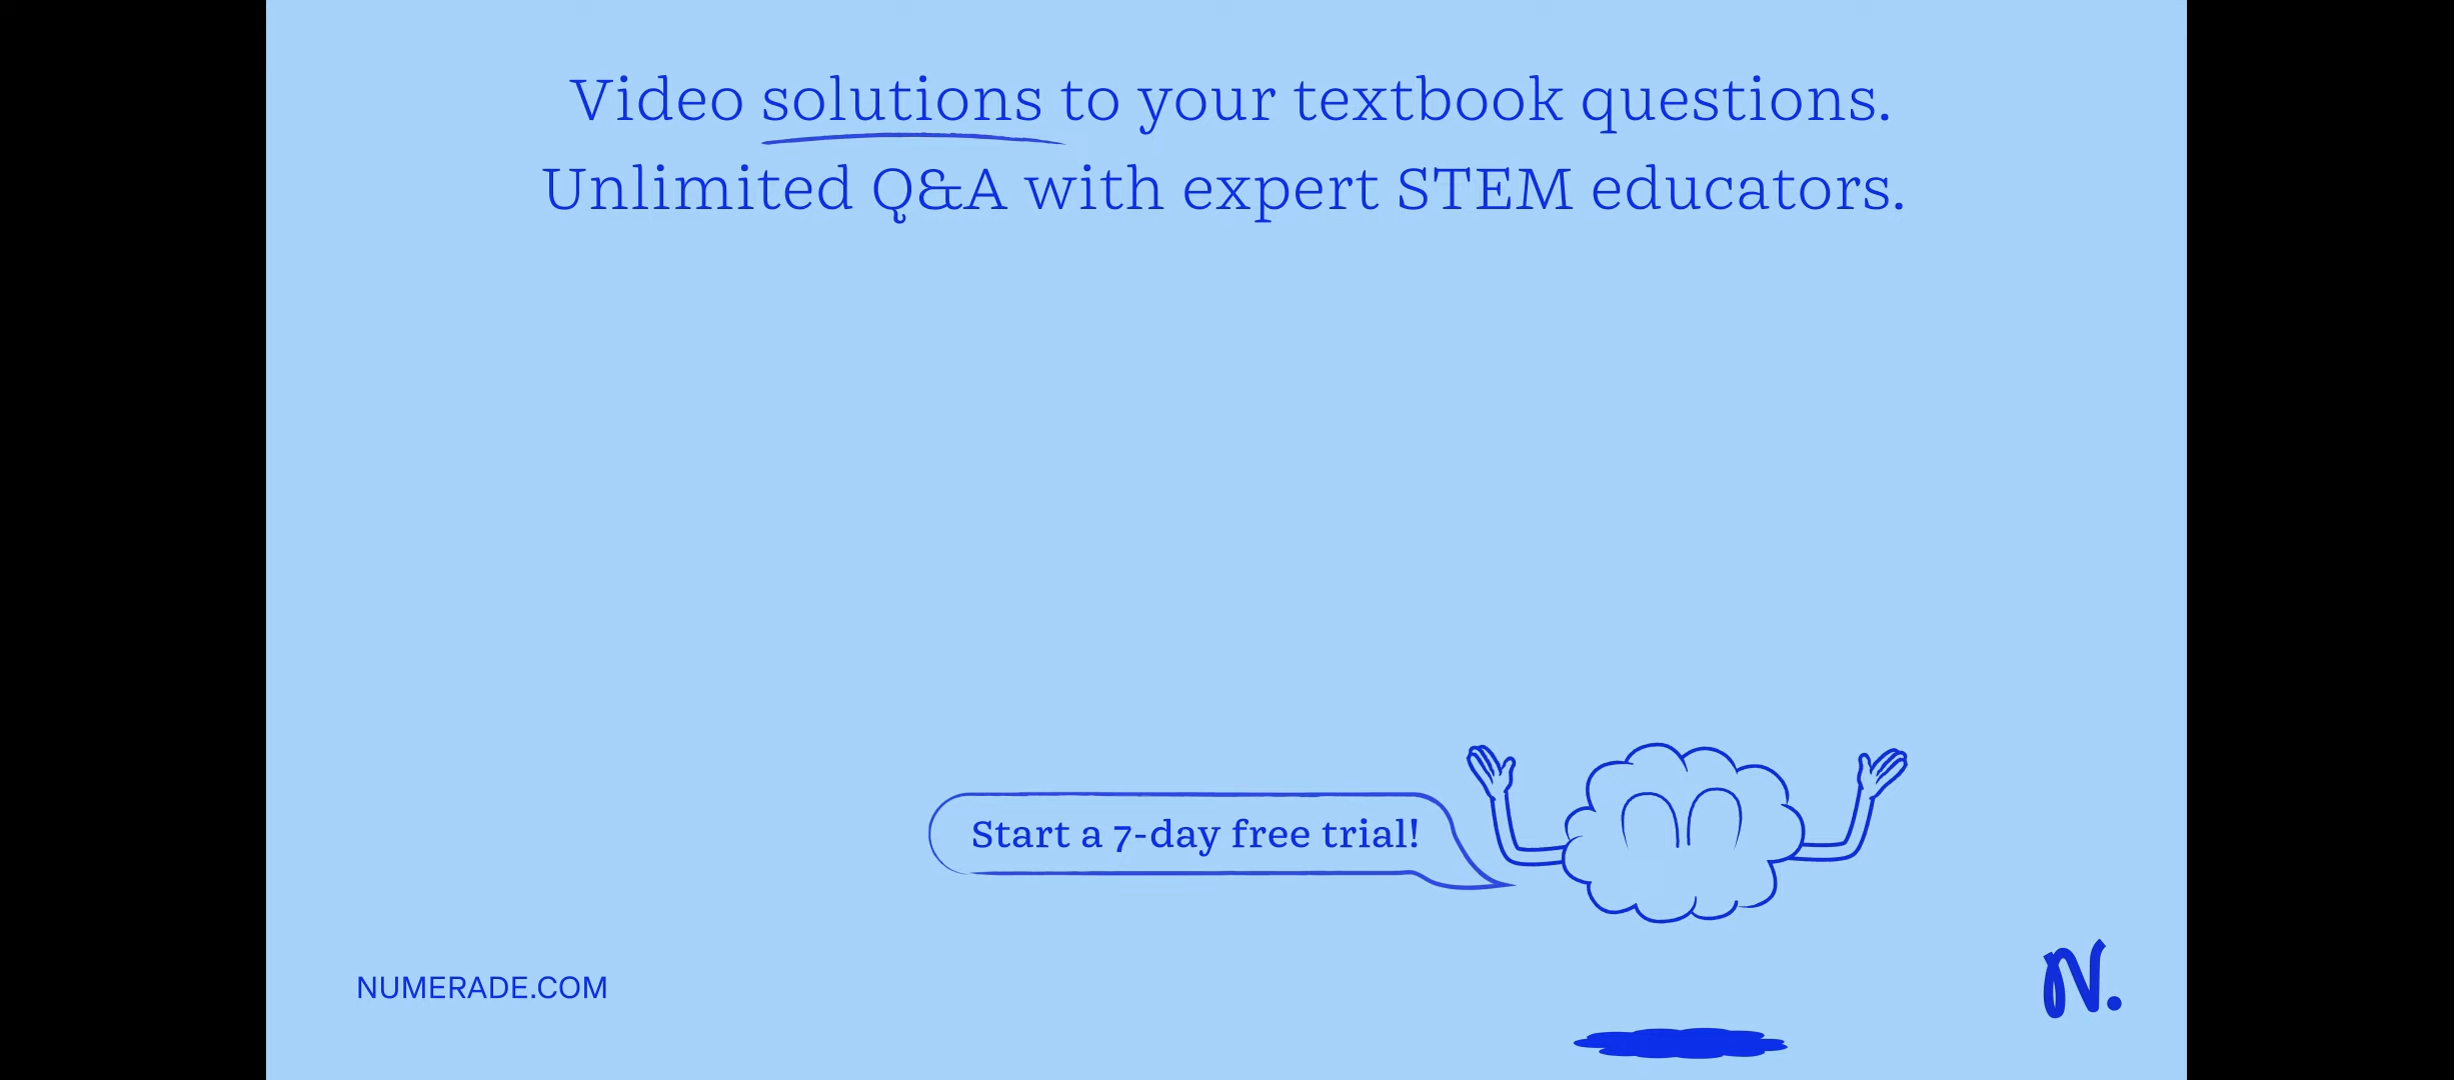 Video solutions to your textbook questions.
Unlimited Q&A with expert STEM educators.
Start a 7-day free trial!
NUMERADE.COM
N.